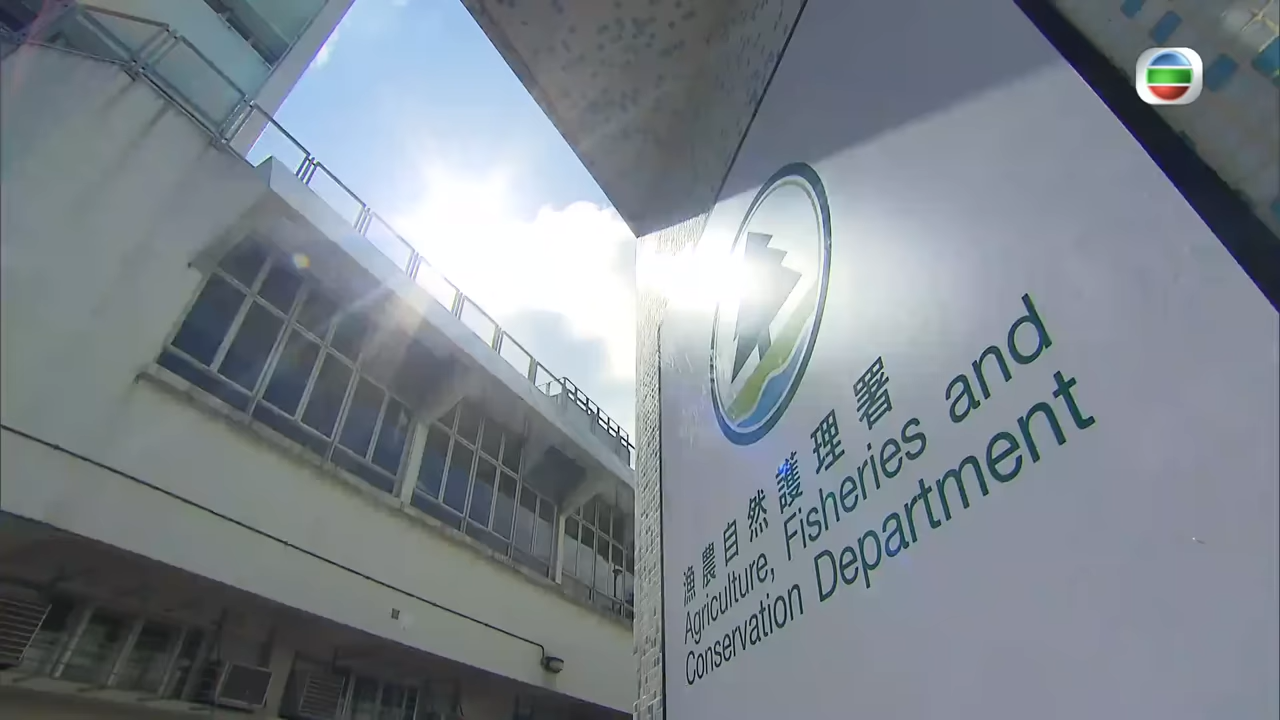 漁農自然護理署
Agriculture, Fisheries and
Conservation Department